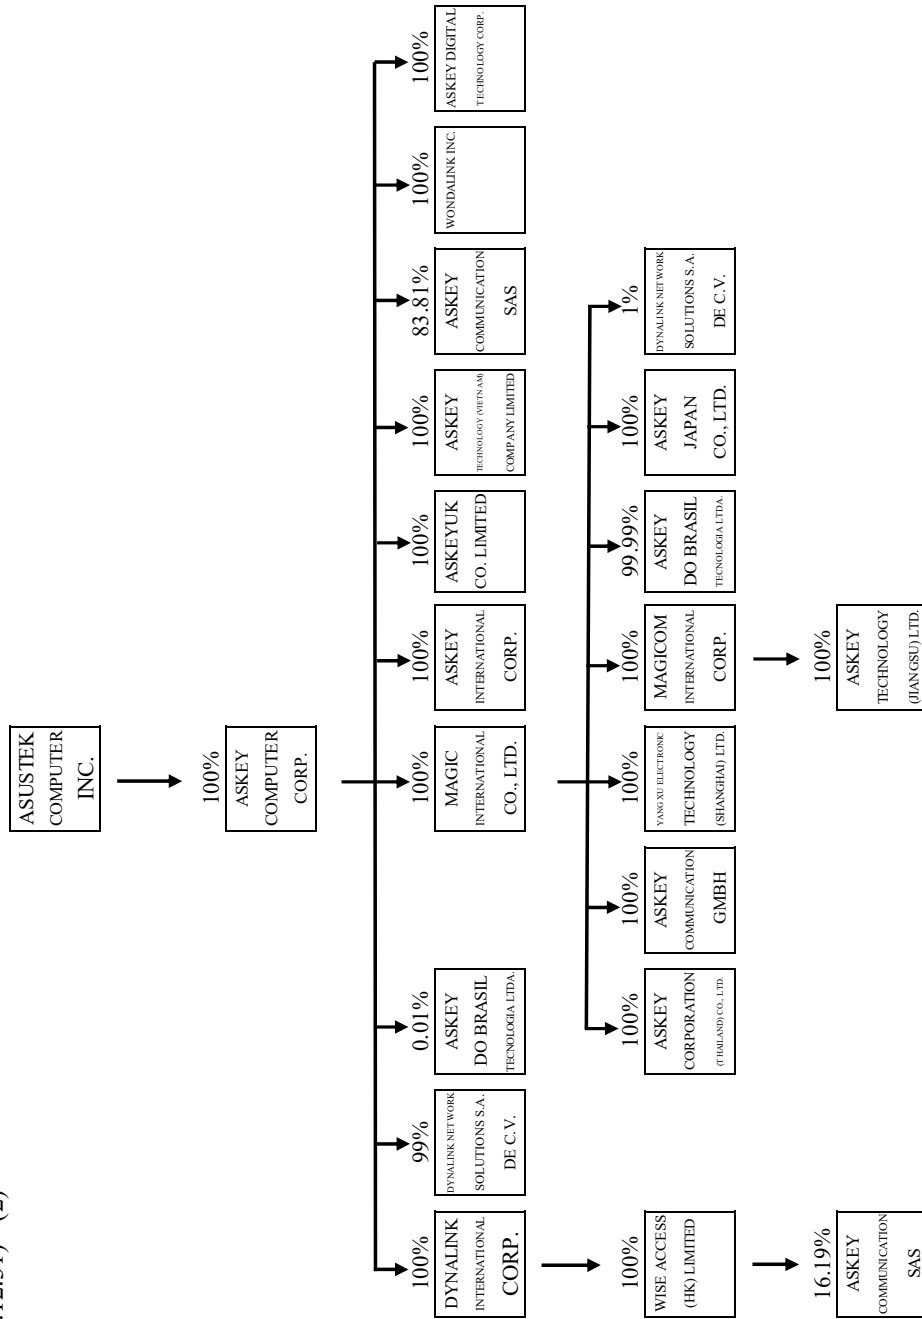 ASUSTEK
COMPUTER
INC.
100%
ASKEY
COMPUTER
CORP.
100%
DYNALINK
INTERNATIONAL
CORP.
99%
DYNALINK NETWORK
SOLUTIONS S.A.
DE C.V.
0.01%
ASKEY
DO BRASIL
TECNOLOGIA LTDA.
100%
MAGIC
INTERNATIONAL
CO., LTD.
100%
ASKEY
INTERNATIONAL
CORP.
100%
ASKEYUK
CO. LIMITED
100%
ASKEY
TECHNOLOGY (VIETNAM)
COMPANY LIMITED
83.81%
ASKEY
COMMUNICATION
SAS
100%
WONDALINK INC.
100%
ASKEY DIGITAL
TECHNOLOGY CORP.
100%
WISE ACCESS
(HK) LIMITED
100%
ASKEY
CORPORATION
(THAILAND) CO., LTD.
100%
ASKEY
COMMUNICATION
GMBH
100%
YANG XU ELECTRONIC
TECHNOLOGY
(SHANGHAI) LTD.
100%
MAGICOM
INTERNATIONAL
CORP.
99.99%
ASKEY
DO BRASIL
TECNOLOGIA LTDA.
100%
ASKEY
JAPAN
CO., LTD.
1%
DYNALINK NETWORK
SOLUTIONS S.A.
DE C.V.
16.19%
ASKEY
COMMUNICATION
SAS
100%
ASKEY
TECHNOLOGY
(JIANGSU) LTD.
.12.31) (2)